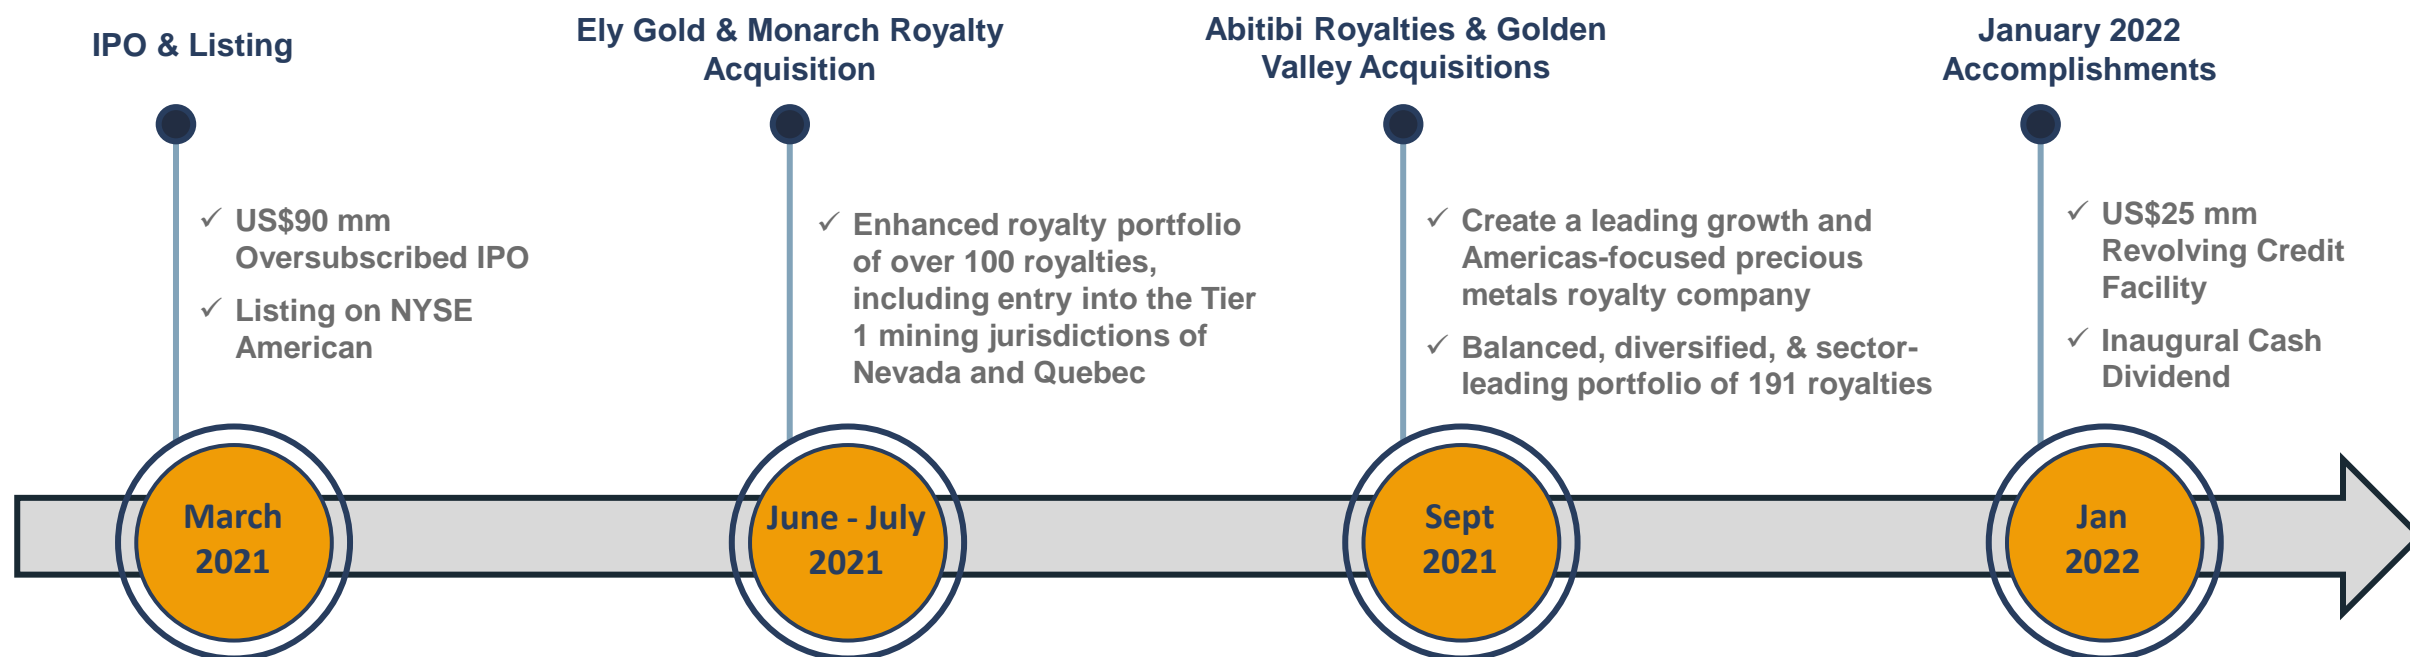 IPO & Listing
✓ US$90 mm
Oversubscribed IPO
✓ Listing on NYSE
American
March
2021
Ely Gold & Monarch Royalty
Acquisition
✓ Enhanced royalty portfolio
of over 100 royalties,
including entry into the Tier
1 mining jurisdictions of
Nevada and Quebec
June - July
2021
Abitibi Royalties & Golden
Valley Acquisitions
✓ Create a leading growth and
Americas-focused precious
metals royalty company
✓ Balanced, diversified, & sector-
leading portfolio of 191 royalties
Sept
2021
January 2022
Accomplishments
✓ US$25 mm
Revolving Credit
Facility
✓ Inaugural Cash
Dividend
Jan
2022